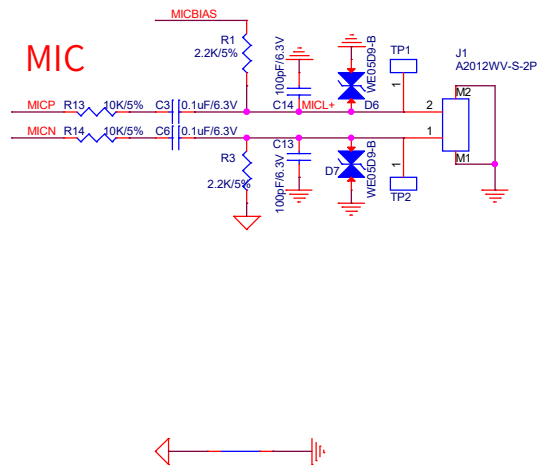 MICBIAS
MIC
R1
2.2K/5%
100pF/6.3V
WE05D9-B
TP1
J1
A2012WV-S-2P
MICP R13 10K/5% C3 0.1uF/6.3V C14 MICL+ D6 1 2 M2
MICN R14 10K/5% C6 0.1uF/6.3V 1
R3
2.2K/5%
C13
100pF/6.3V
D7
WE05D9-B
1
TP2
M1